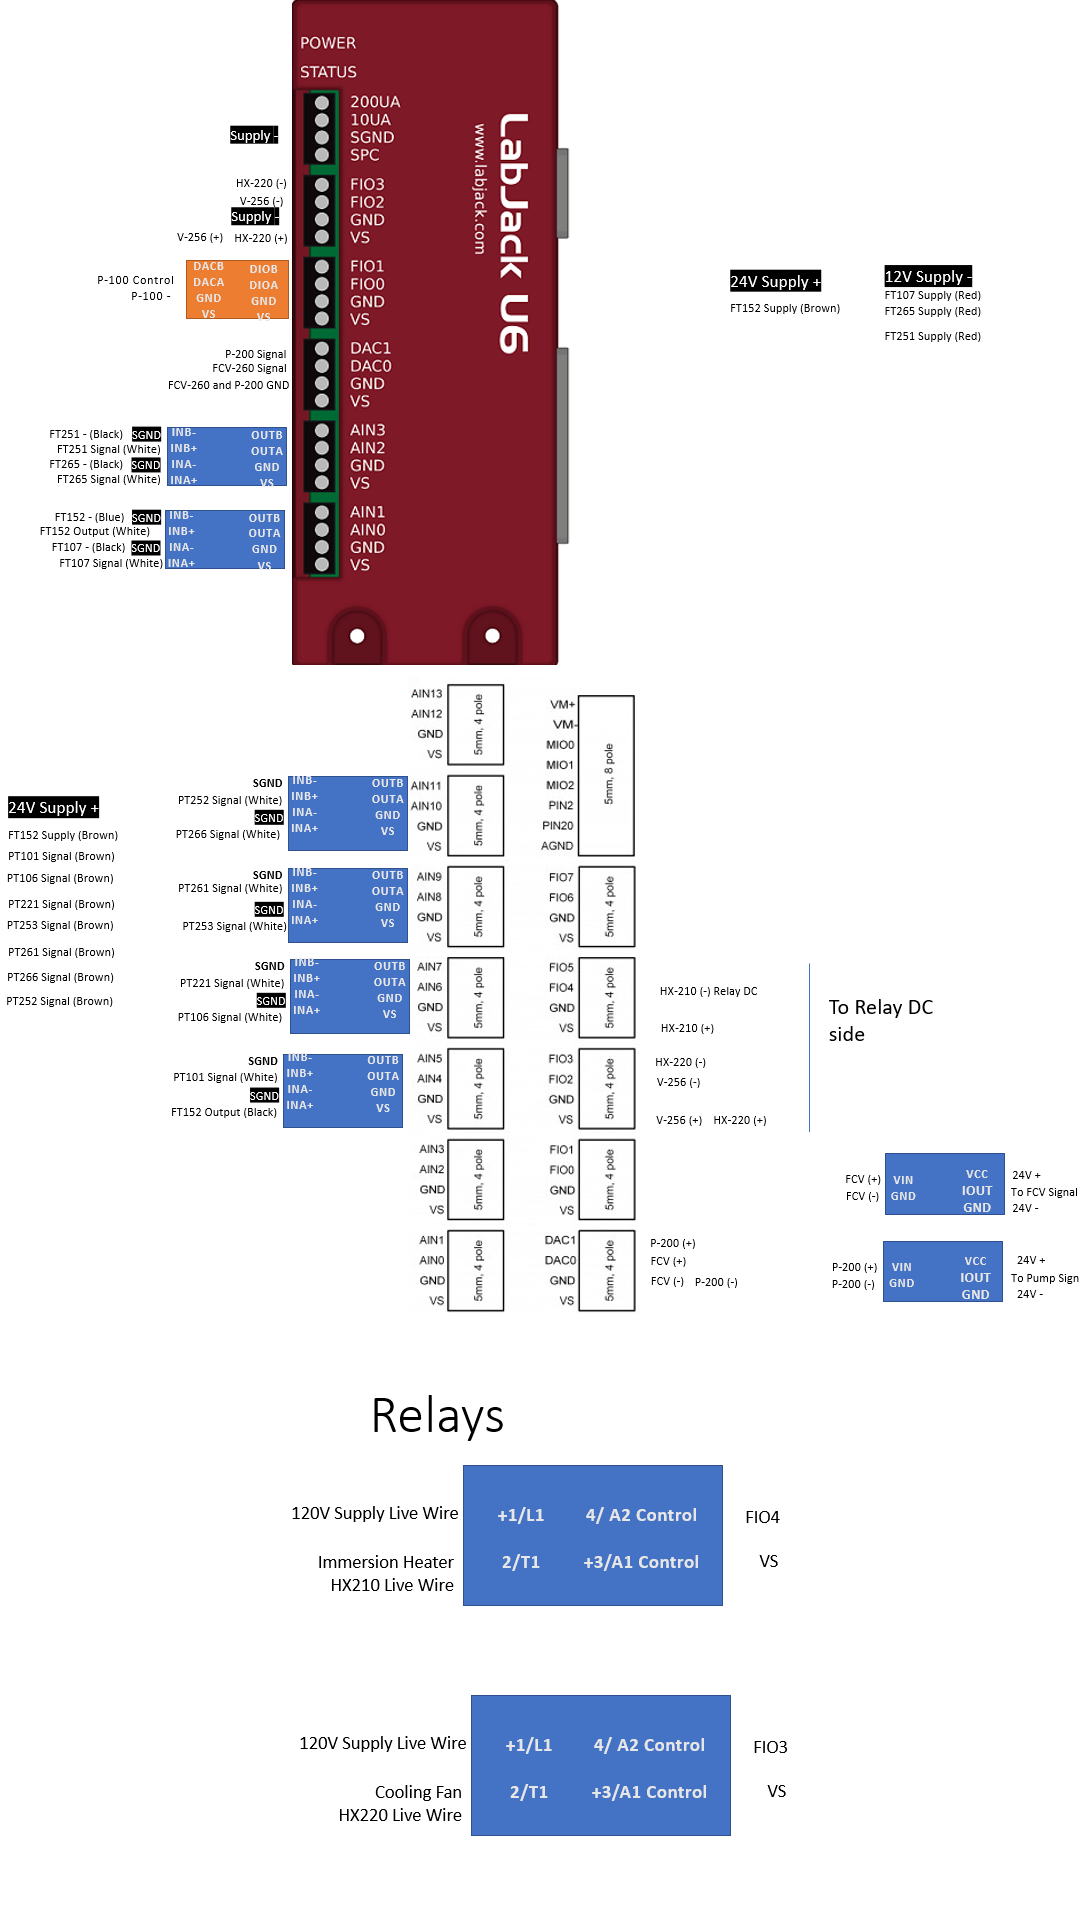 POWER
STATUS
200UA
10UA
SGND
SPC
FIO3
FIO2
GND
VS
FIO1
FIO0
GND
VS
DAC1
DAC0
GND
VS
AIN3
AIN2
GND
VS
AIN1
AIN0
GND
VS
LabJack U6
www.labjack.com
Supply -
HX-220 (-)
V-256 (-)
Supply -
V-256 (+) HX-220 (+)
P-100 Control
P-100 -
DACB DIOB
DACA DIOA
GND GND
VS VS
P-200 Signal
FCV-260 Signal
FCV-260 and P-200 GND
FT251 - (Black) SGND INB- OUTB
FT251 Signal (White) INB+ OUTA
FT265 - (Black) SGND INA- GND
FT265 Signal (White) INA+ VS
FT152 - (Blue) SGND INB- OUTB
FT152 Output (White) INB+ OUTA
FT107 - (Black) SGND INA- GND
FT107 Signal (White) INA+ VS
24V Supply +
FT152 Supply (Brown)
12V Supply -
FT107 Supply (Red)
FT265 Supply (Red)
FT251 Supply (Red)
24V Supply +
FT152 Supply (Brown)
PT101 Signal (Brown)
PT106 Signal (Brown)
PT221 Signal (Brown)
PT253 Signal (Brown)
PT261 Signal (Brown)
PT266 Signal (Brown)
PT252 Signal (Brown)
SGND INB- OUTB
PT252 Signal (White) INB+ OUTA
SGND INA- GND
PT266 Signal (White) INA+ VS
SGND INB- OUTB
PT261 Signal (White) INB+ OUTA
SGND INA- GND
PT253 Signal (White) INA+ VS
SGND INB- OUTB
PT221 Signal (White) INB+ OUTA
SGND INA- GND
PT106 Signal (White) INA+ VS
SGND INB- OUTB
PT101 Signal (White) INB+ OUTA
SGND INA- GND
FT152 Output (Black) INA+ VS
AIN13
AIN12
GND
VS
5mm, 4 pole
AIN11
AIN10
GND
VS
5mm, 4 pole
AIN9
AIN8
GND
VS
5mm, 4 pole
AIN7
AIN6
GND
VS
5mm, 4 pole
AIN5
AIN4
GND
VS
5mm, 4 pole
AIN3
AIN2
GND
VS
5mm, 4 pole
AIN1
AIN0
GND
VS
5mm, 4 pole
VM+
VM-
MIO0
MIO1
MIO2
PIN2
PIN20
AGND
5mm, 8 pole
FIO7
FIO6
GND
VS
5mm, 4 pole
FIO5
FIO4
GND
VS
5mm, 4 pole
HX-210 (-) Relay DC
HX-210 (+)
FIO3
FIO2
GND
VS
5mm, 4 pole
HX-220 (-)
V-256 (-)
V-256 (+) HX-220 (+)
FIO1
FIO0
GND
VS
5mm, 4 pole
DAC1
DAC0
GND
VS
5mm, 4 pole
P-200 (+)
FCV (+)
FCV (-) P-200 (-)
To Relay DC
side
FCV (+) VIN VCC 24V +
FCV (-) GND IOUT To FCV Signal
GND 24V -
P-200 (+) VIN VCC 24V +
P-200 (-) GND IOUT To Pump Sign
GND 24V -
Relays
120V Supply Live Wire +1/L1 4/ A2 Control FIO4
Immersion Heater 2/T1 +3/A1 Control VS
HX210 Live Wire
120V Supply Live Wire +1/L1 4/ A2 Control FIO3
Cooling Fan 2/T1 +3/A1 Control VS
HX220 Live Wire